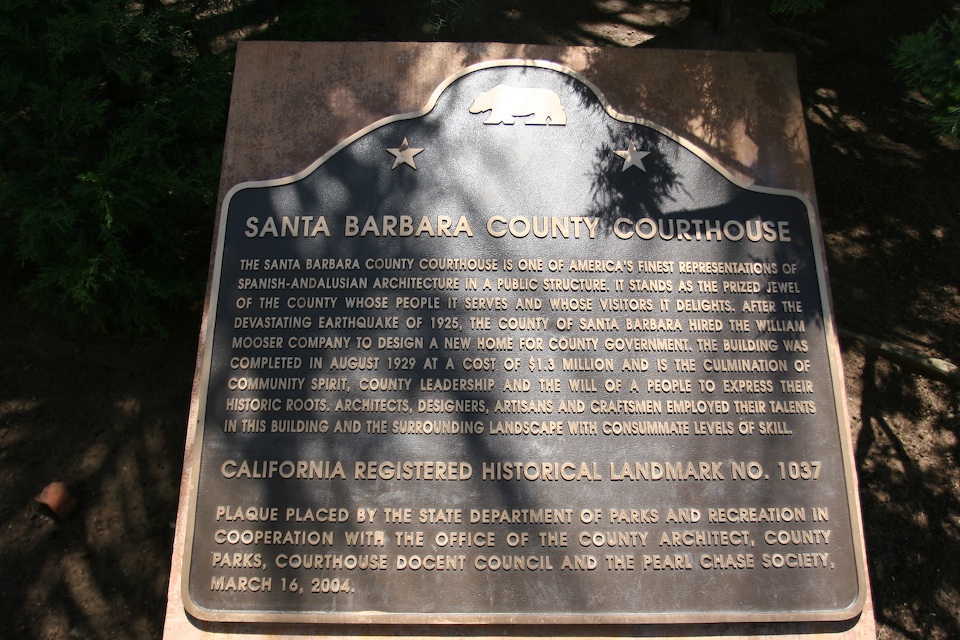 SANTA BARBARA COUNTY COURTHOUSE
THE SANTA BARBARA COUNTY COURTHOUSE IS ONE OF AMERICA'S FINEST REPRESENTATIONS OF
SPANISH-ANDALUSIAN ARCHITECTURE IN A PUBLIC STRUCTURE. IT STANDS AS THE PRIZED JEWEL
OF THE COUNTY WHOSE PEOPLE IT SERVES AND WHOSE VISITORS IT DELIGHTS. AFTER THE
DEVASTATING EARTHQUAKE OF 1925, THE COUNTY OF SANTA BARBARA HIRED THE WILLIAM
MOOSER COMPANY TO DESIGN A NEW HOME FOR COUNTY GOVERNMENT. THE BUILDING WAS
COMPLETED IN AUGUST 1929 AT A COST OF $1.3 MILLION AND IS THE CULMINATION OF
COMMUNITY SPIRIT, COUNTY LEADERSHIP AND THE WILL OF A PEOPLE TO EXPRESS THEIR
HISTORIC ROOTS. ARCHITECTS, DESIGNERS, ARTISANS AND CRAFTSMEN EMPLOYED THEIR TALENTS
IN THIS BUILDING AND THE SURROUNDING LANDSCAPE WITH CONSUMMATE LEVELS OF SKILL.
CALIFORNIA REGISTERED HISTORICAL LANDMARK NO. 1037
PLAQUE PLACED BY THE STATE DEPARTMENT OF PARKS AND RECREATION IN
COOPERATION WITH THE OFFICE OF THE COUNTY ARCHITECT, COUNTY
PARKS, COURTHOUSE DOCENT COUNCIL AND THE PEARL CHASE SOCIETY,
MARCH 16, 2004.